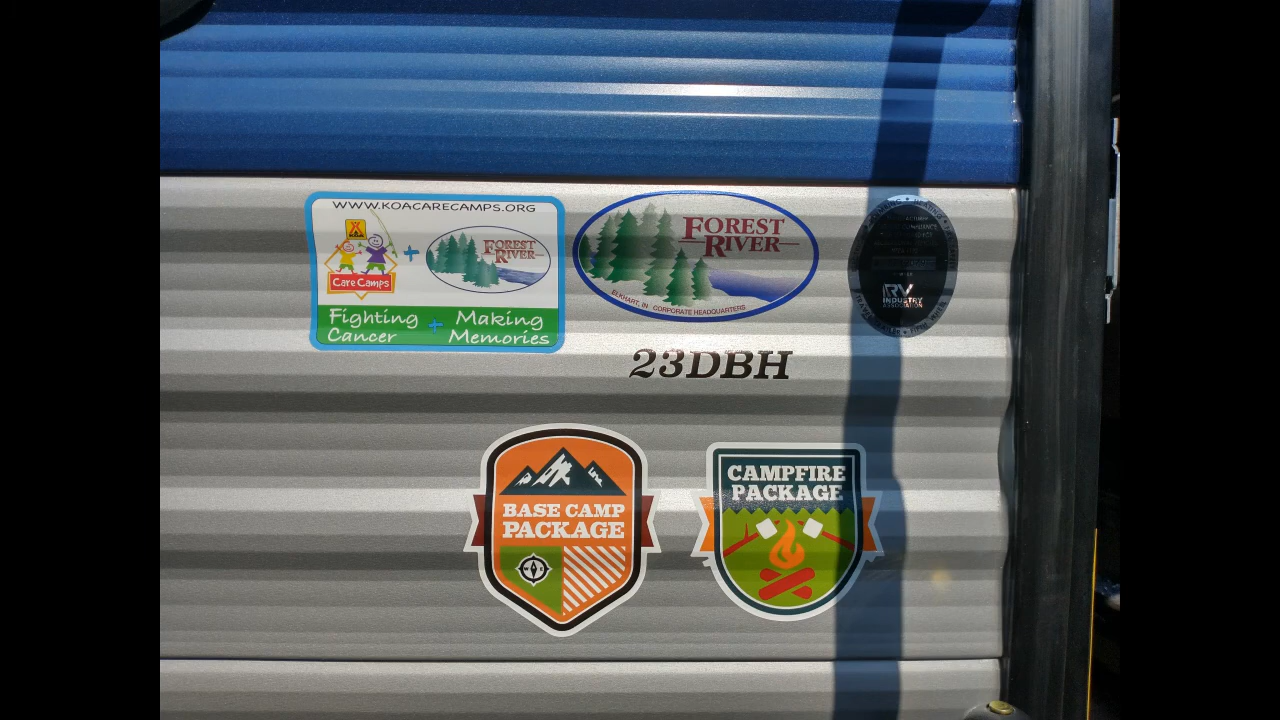 WWW.KOACARECAMPS.ORG
KOA
Care Camps
+
FOREST
RIVER
Fighting + Making
Cancer Memories
FOREST
RIVER
ELKHART, IN CORPORATE HEADQUARTERS
RV
INDUSTRY
ASSOCIATION
23DBH
BASE CAMP
PACKAGE
CAMPFIRE
PACKAGE